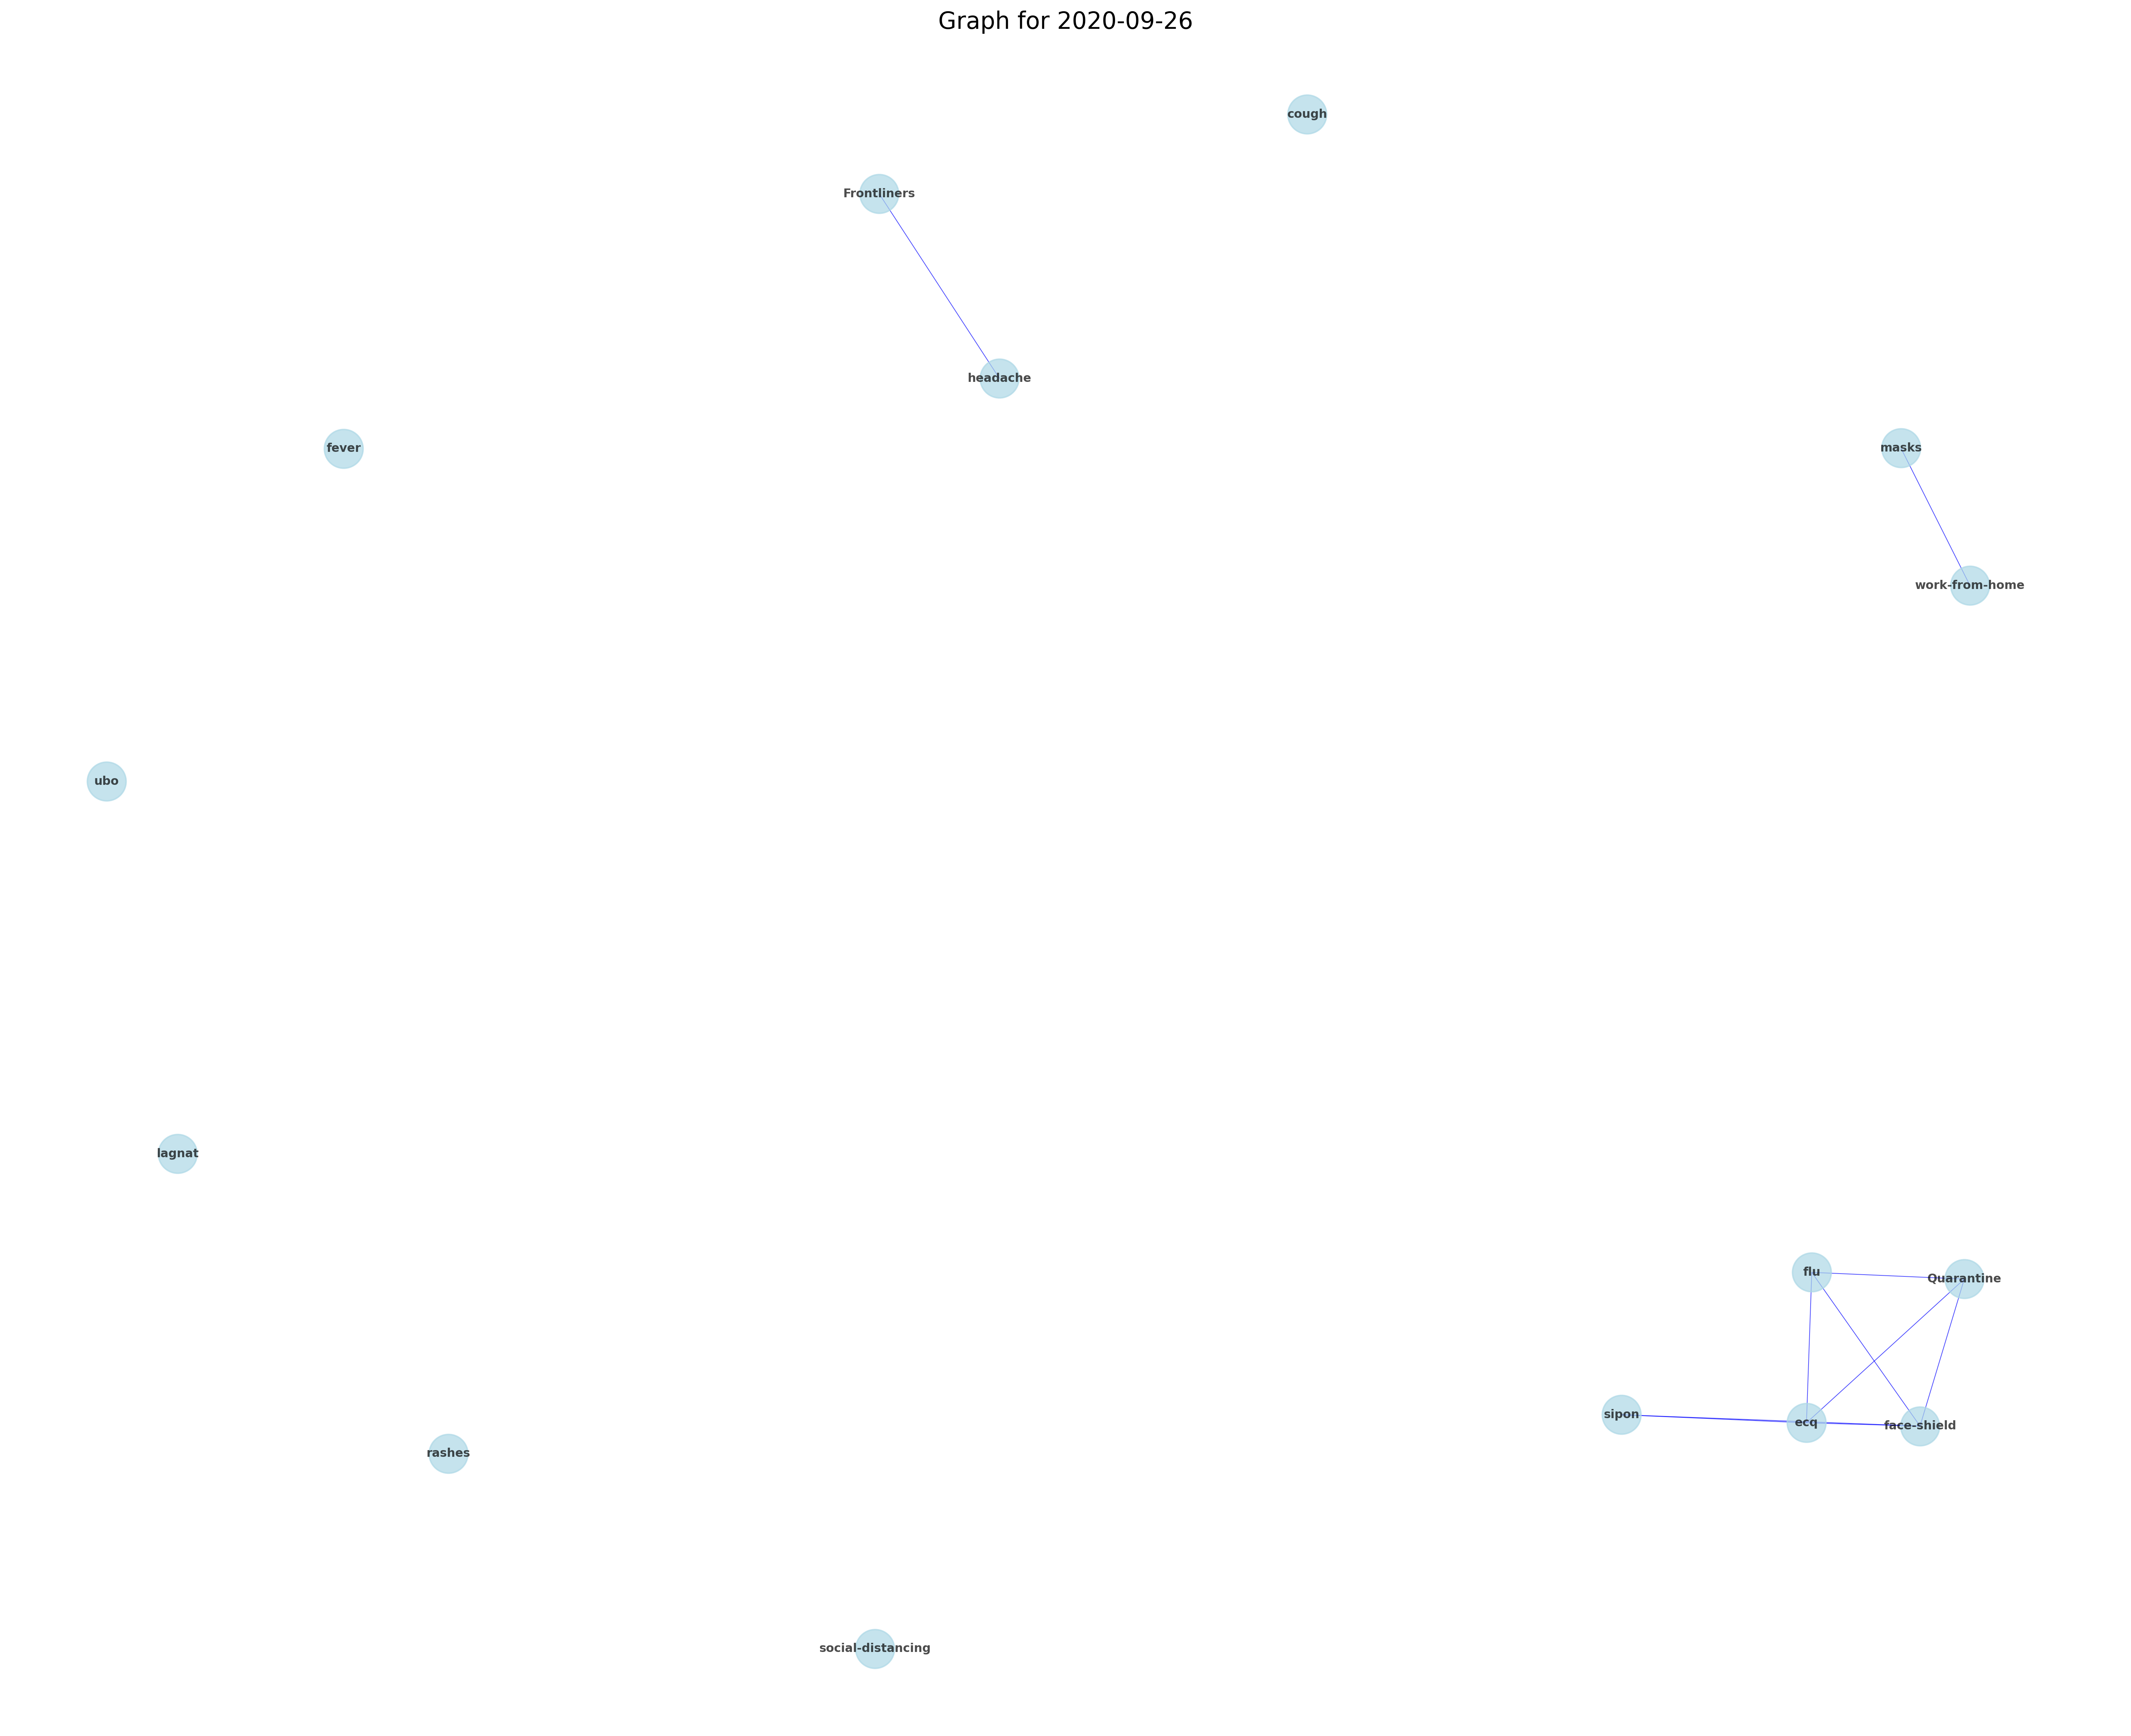 Graph for 2020-09-26
cough
Frontliners
headache
fever
masks
work-from-home
ubo
lagnat
flu
Quarantine
sipon
ecq
face-shield
rashes
social-distancing